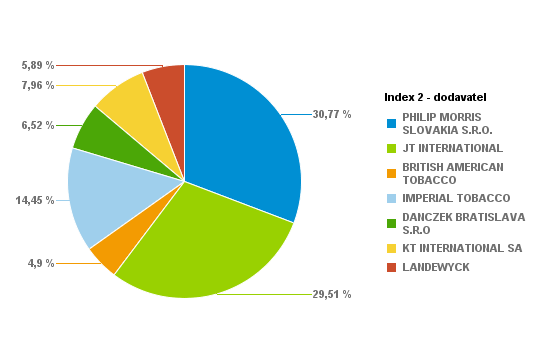 5,89 %
7,96 %
6,52 %
14,45 %
4,9 %
30,77 %
29,51 %
Index 2 - dodavatel
PHILIP MORRIS
SLOVAKIA S.R.O.
JT INTERNATIONAL
BRITISH AMERICAN
TOBACCO
IMPERIAL TOBACCO
DANCZEK BRATISLAVA
S.R.O
KT INTERNATIONAL SA
LANDEWYCK